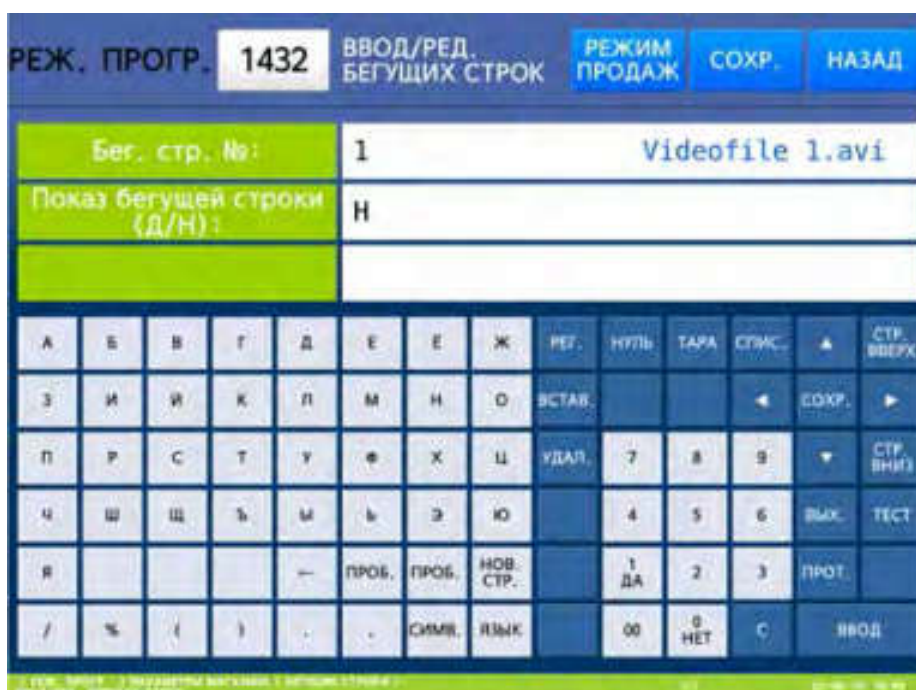 РЕЖ. ПРОГР. 1432 ВВОД/РЕД. РЕЖИМ СОХР. НАЗАД
БЕГУЩИХ СТРОК ПРОДАЖ
Бег. стр. №: 1 Videofile 1.avi
Показ бегущей строки Н
(Д/Н):
А Б В Г Д Е Ё Ж РЕГ. НУЛЬ ТАРА СПИС. ▲ СТР.
ВВЕРХ
З И Й К Л М Н О ВСТАВ. ◄ СОХР. ►
П Р С Т У Ф Х Ц УДАЛ. 7 8 9 ▼ СТР.
ВНИЗ
Ч Ш Щ Ъ Ы Ь Э Ю 4 5 6 ВЫХ. ТЕСТ
Я ← ПРОБ. ПРОБ. НОВ. 1 2 3 ПРОТ.
СТР. ДА
/ % ( ) . СИМВ. ЯЗЫК 00 0 С ВВОД
НЕТ